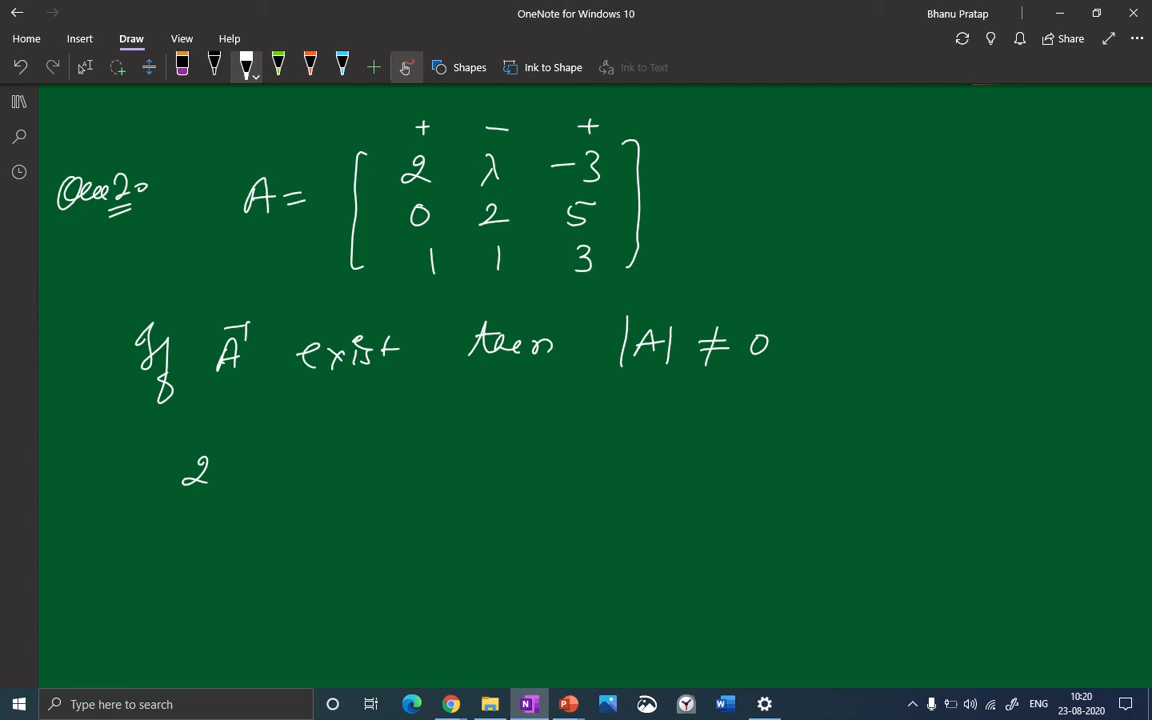 OneNote for Windows 10
Bhanu Pratap
Home Insert Draw View Help
Share
Shapes Ink to Shape Ink to Text
+ − +
Que 2. A = [ 2 λ −3
0 2 5
1 1 3 ]
If A⁻¹ exist then |A| ≠ 0
2
Type here to search
ENG
10:20
23-08-2020